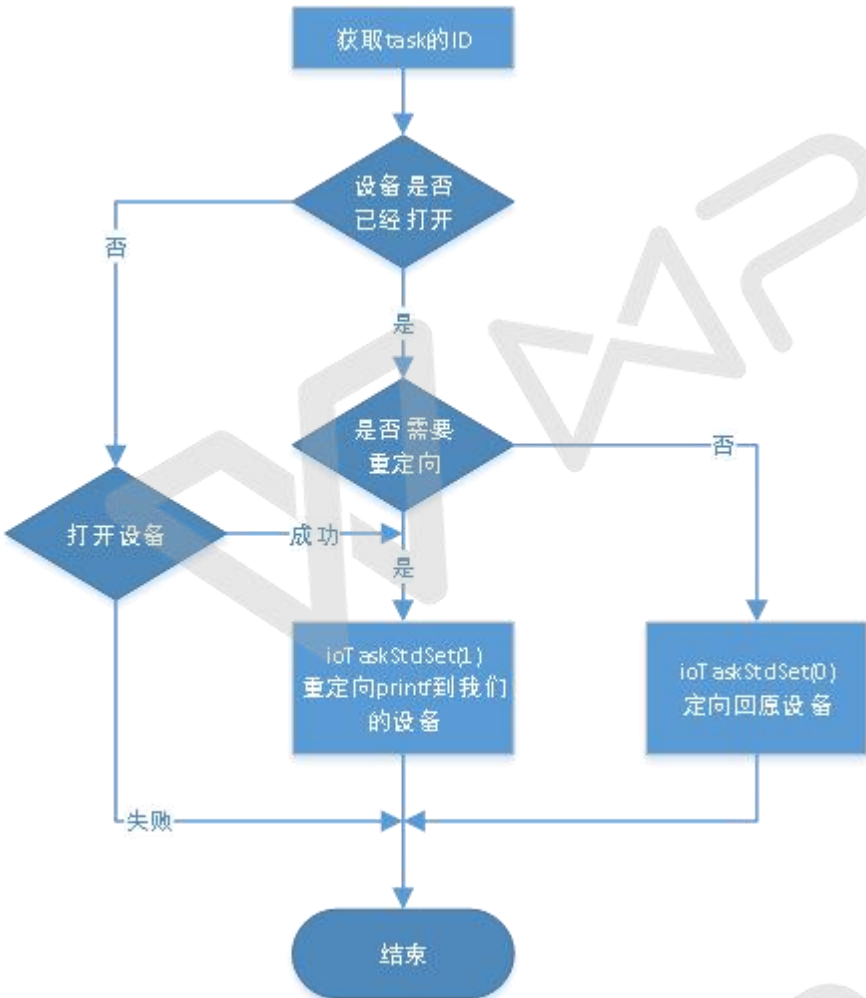 获取task的ID
设备是否
已经打开
否
是
是否需要
重定向
否
打开设备
成功
是
ioTaskStdSet(1)
重定向printf到我们
的设备
ioTaskStdSet(0)
定向回原设备
失败
结束